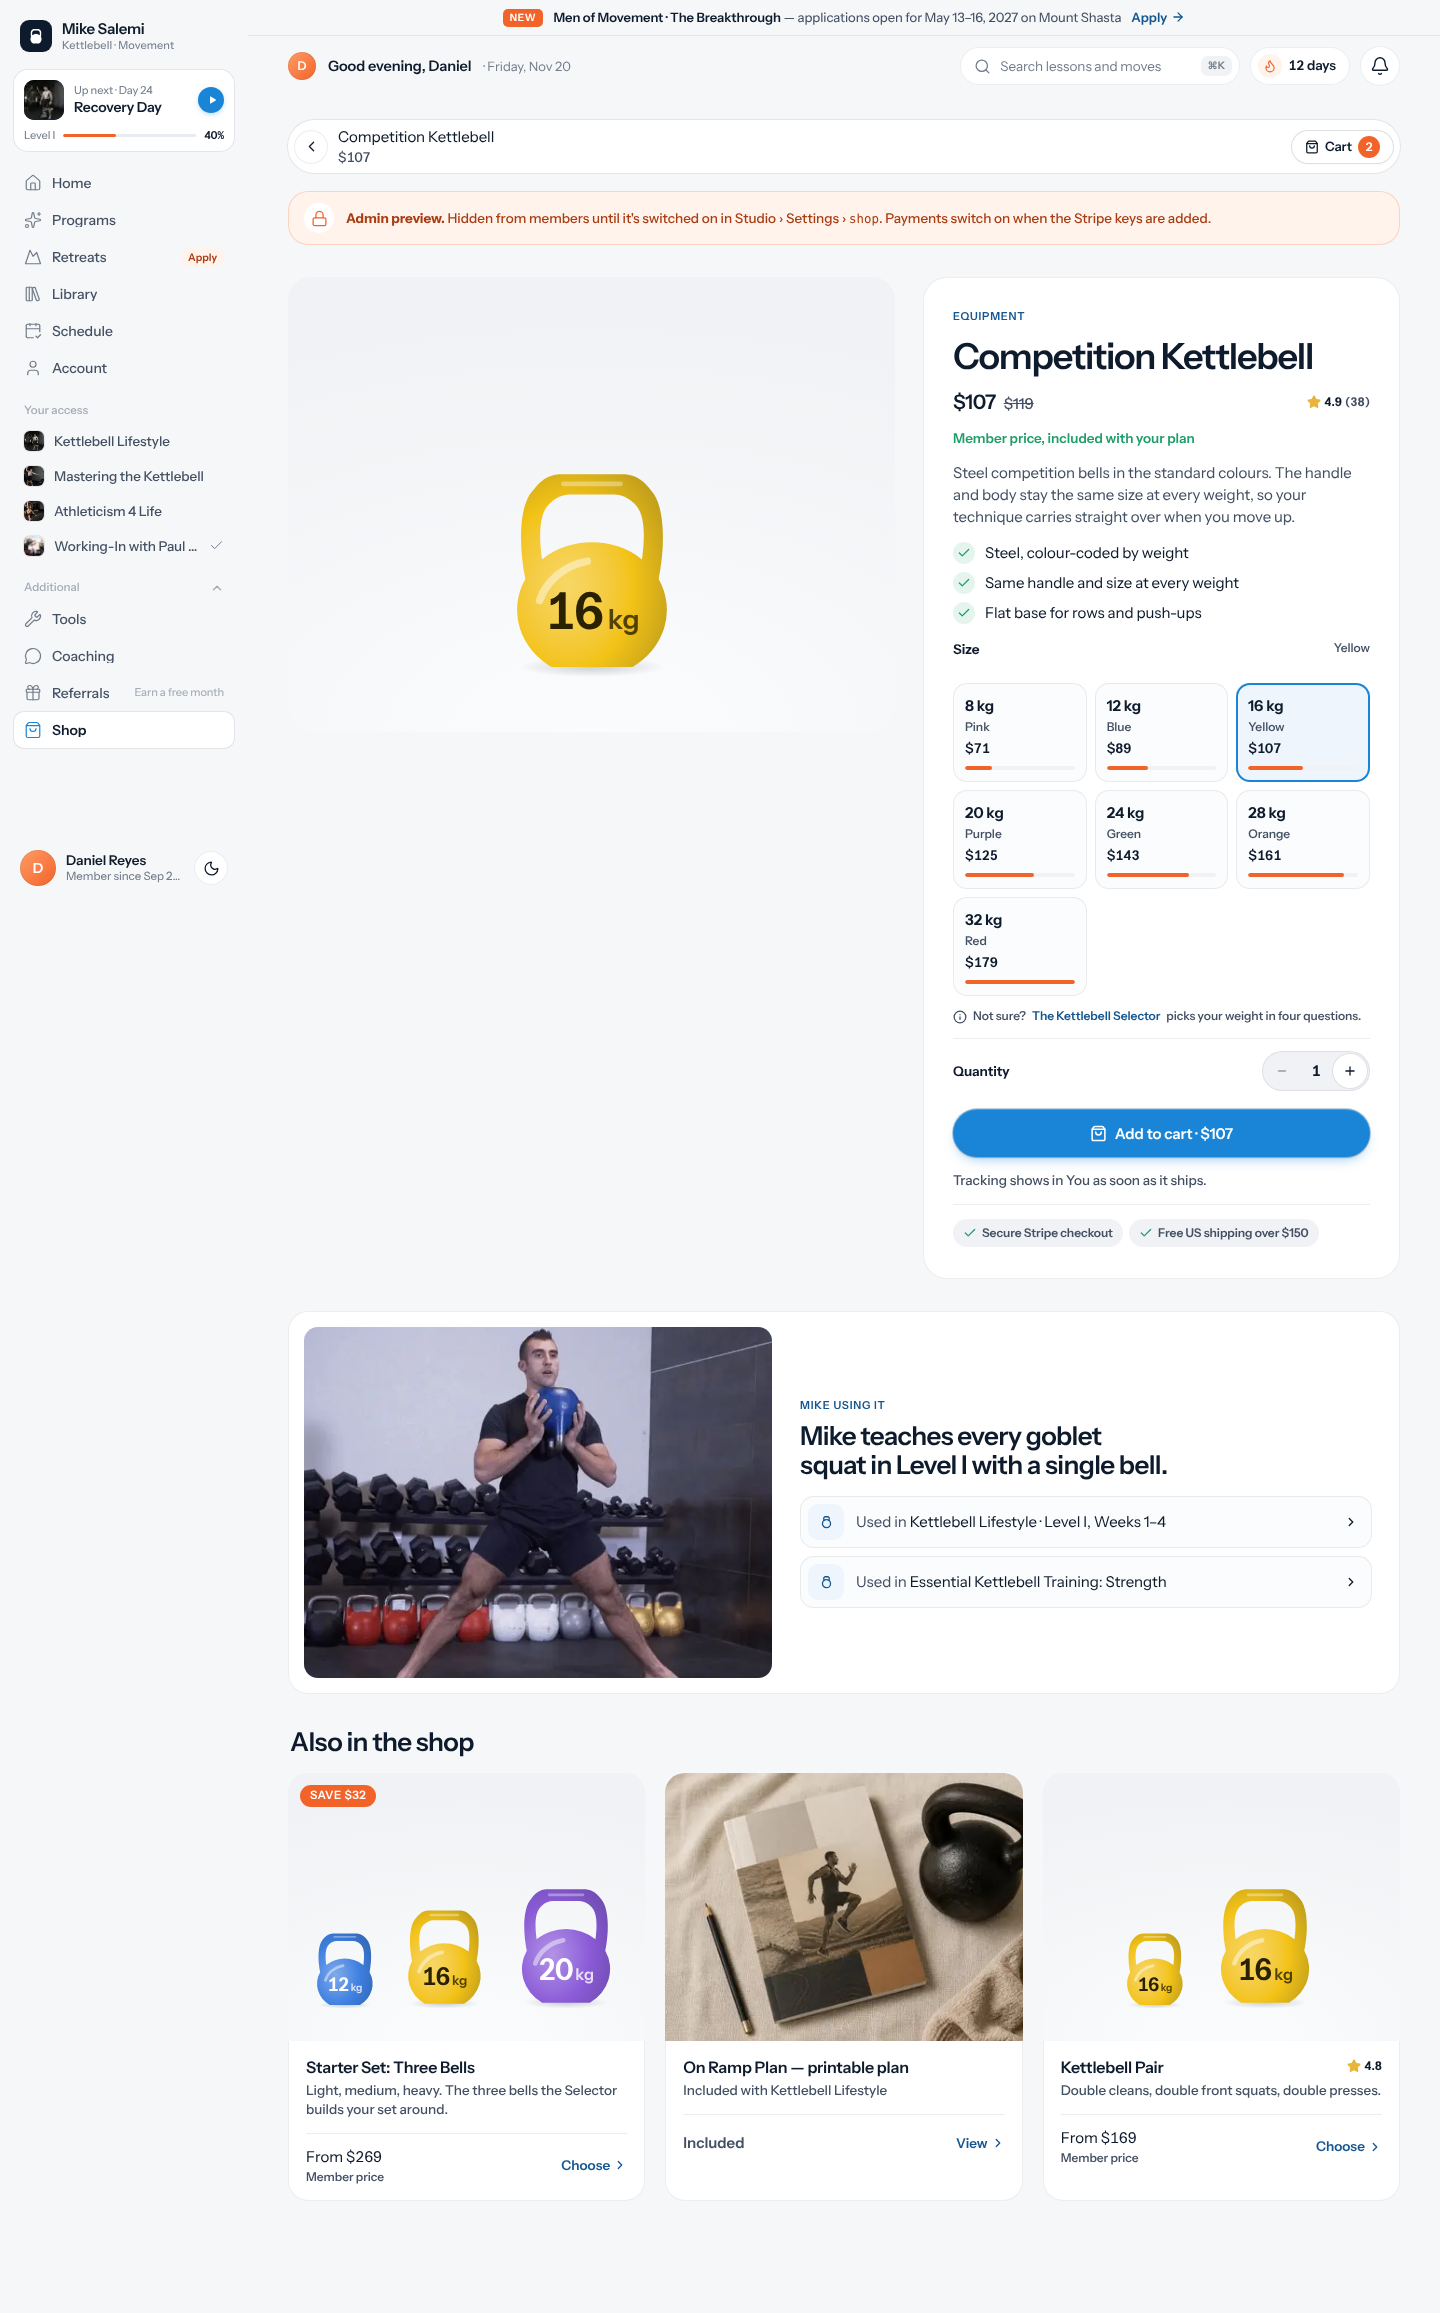 NEW Men of Movement · The Breakthrough — applications open for May 13–16, 2027 on Mount Shasta Apply →
Mike Salemi
Kettlebell · Movement
Up next · Day 24
Recovery Day
Level I 40%
Home
Programs
Retreats Apply
Library
Schedule
Account
Your access
Kettlebell Lifestyle
Mastering the Kettlebell
Athleticism 4 Life
Working-In with Paul ...
Additional
Tools
Coaching
Referrals Earn a free month
Shop
D Daniel Reyes
Member since Sep 2...
D Good evening, Daniel · Friday, Nov 20
Search lessons and moves ⌘K
12 days
Competition Kettlebell
$107
Cart 2
Admin preview. Hidden from members until it's switched on in Studio › Settings › shop. Payments switch on when the Stripe keys are added.
16 kg
EQUIPMENT
Competition Kettlebell
$107 $119 4.9 (38)
Member price, included with your plan
Steel competition bells in the standard colours. The handle
and body stay the same size at every weight, so your
technique carries straight over when you move up.
Steel, colour-coded by weight
Same handle and size at every weight
Flat base for rows and push-ups
Size Yellow
8 kg
Pink
$71
12 kg
Blue
$89
16 kg
Yellow
$107
20 kg
Purple
$125
24 kg
Green
$143
28 kg
Orange
$161
32 kg
Red
$179
Not sure? The Kettlebell Selector picks your weight in four questions.
Quantity − 1 +
Add to cart · $107
Tracking shows in You as soon as it ships.
Secure Stripe checkout
Free US shipping over $150
MIKE USING IT
Mike teaches every goblet
squat in Level I with a single bell.
Used in Kettlebell Lifestyle · Level I, Weeks 1–4
Used in Essential Kettlebell Training: Strength
Also in the shop
SAVE $32
12 kg
16 kg
20 kg
Starter Set: Three Bells
Light, medium, heavy. The three bells the Selector
builds your set around.
From $269
Member price
Choose
On Ramp Plan — printable plan
Included with Kettlebell Lifestyle
Included
View
16 kg
16 kg
Kettlebell Pair 4.8
Double cleans, double front squats, double presses.
From $169
Member price
Choose